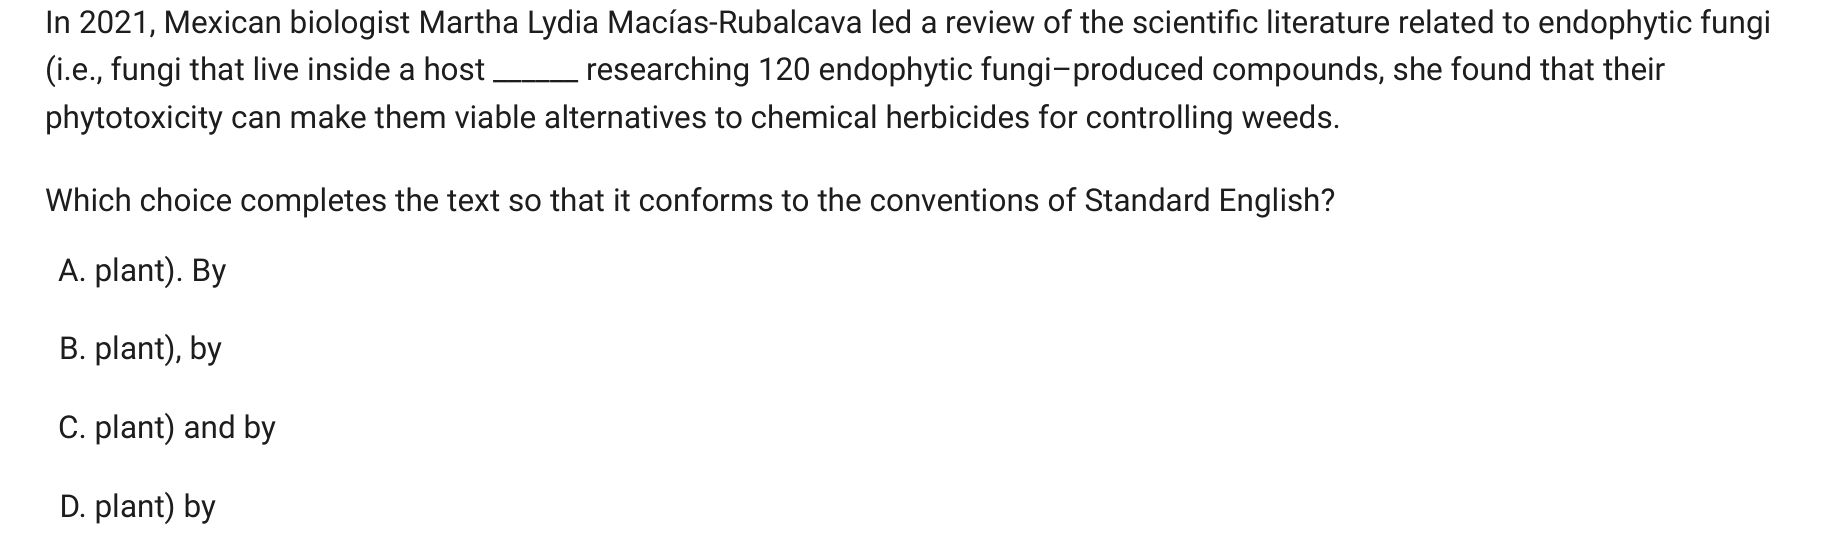 In 2021, Mexican biologist Martha Lydia Macías-Rubalcava led a review of the scientific literature related to endophytic fungi
(i.e., fungi that live inside a host ______ researching 120 endophytic fungi–produced compounds, she found that their
phytotoxicity can make them viable alternatives to chemical herbicides for controlling weeds.
Which choice completes the text so that it conforms to the conventions of Standard English?
A. plant). By
B. plant), by
C. plant) and by
D. plant) by